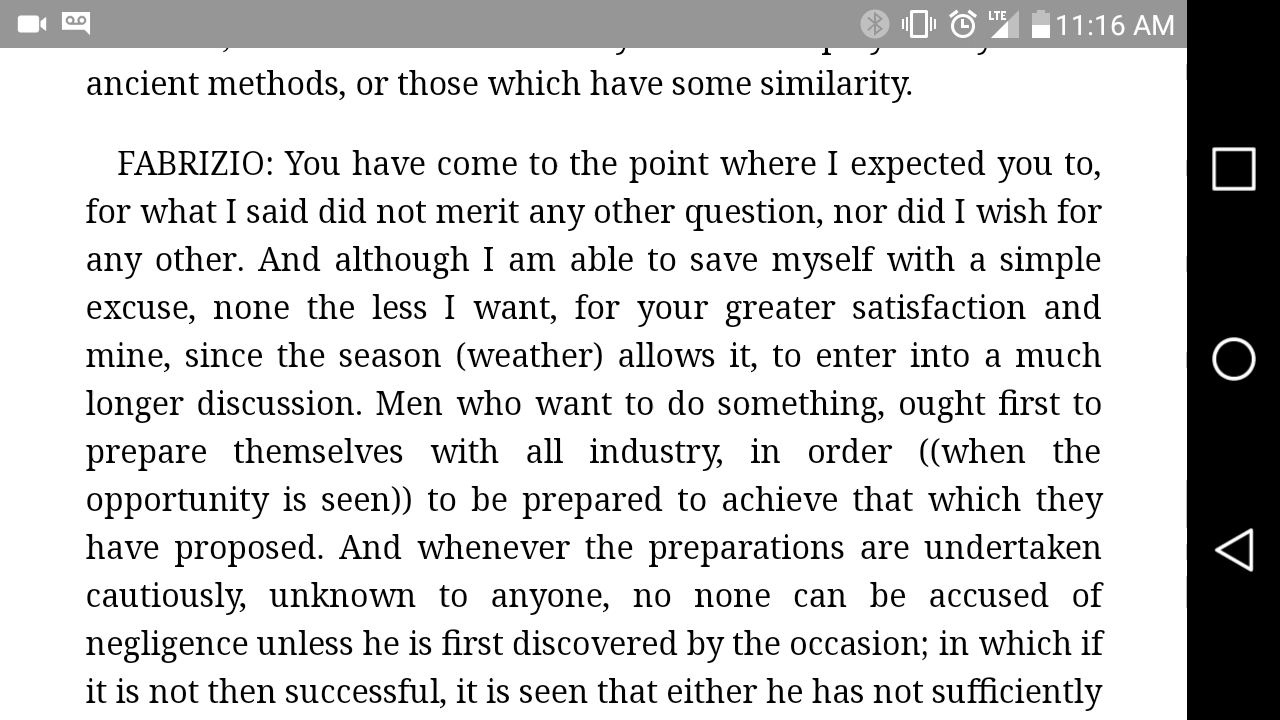 LTE 11:16 AM
ancient methods, or those which have some similarity.
FABRIZIO: You have come to the point where I expected you to,
for what I said did not merit any other question, nor did I wish for
any other. And although I am able to save myself with a simple
excuse, none the less I want, for your greater satisfaction and
mine, since the season (weather) allows it, to enter into a much
longer discussion. Men who want to do something, ought first to
prepare themselves with all industry, in order ((when the
opportunity is seen)) to be prepared to achieve that which they
have proposed. And whenever the preparations are undertaken
cautiously, unknown to anyone, no none can be accused of
negligence unless he is first discovered by the occasion; in which if
it is not then successful, it is seen that either he has not sufficiently